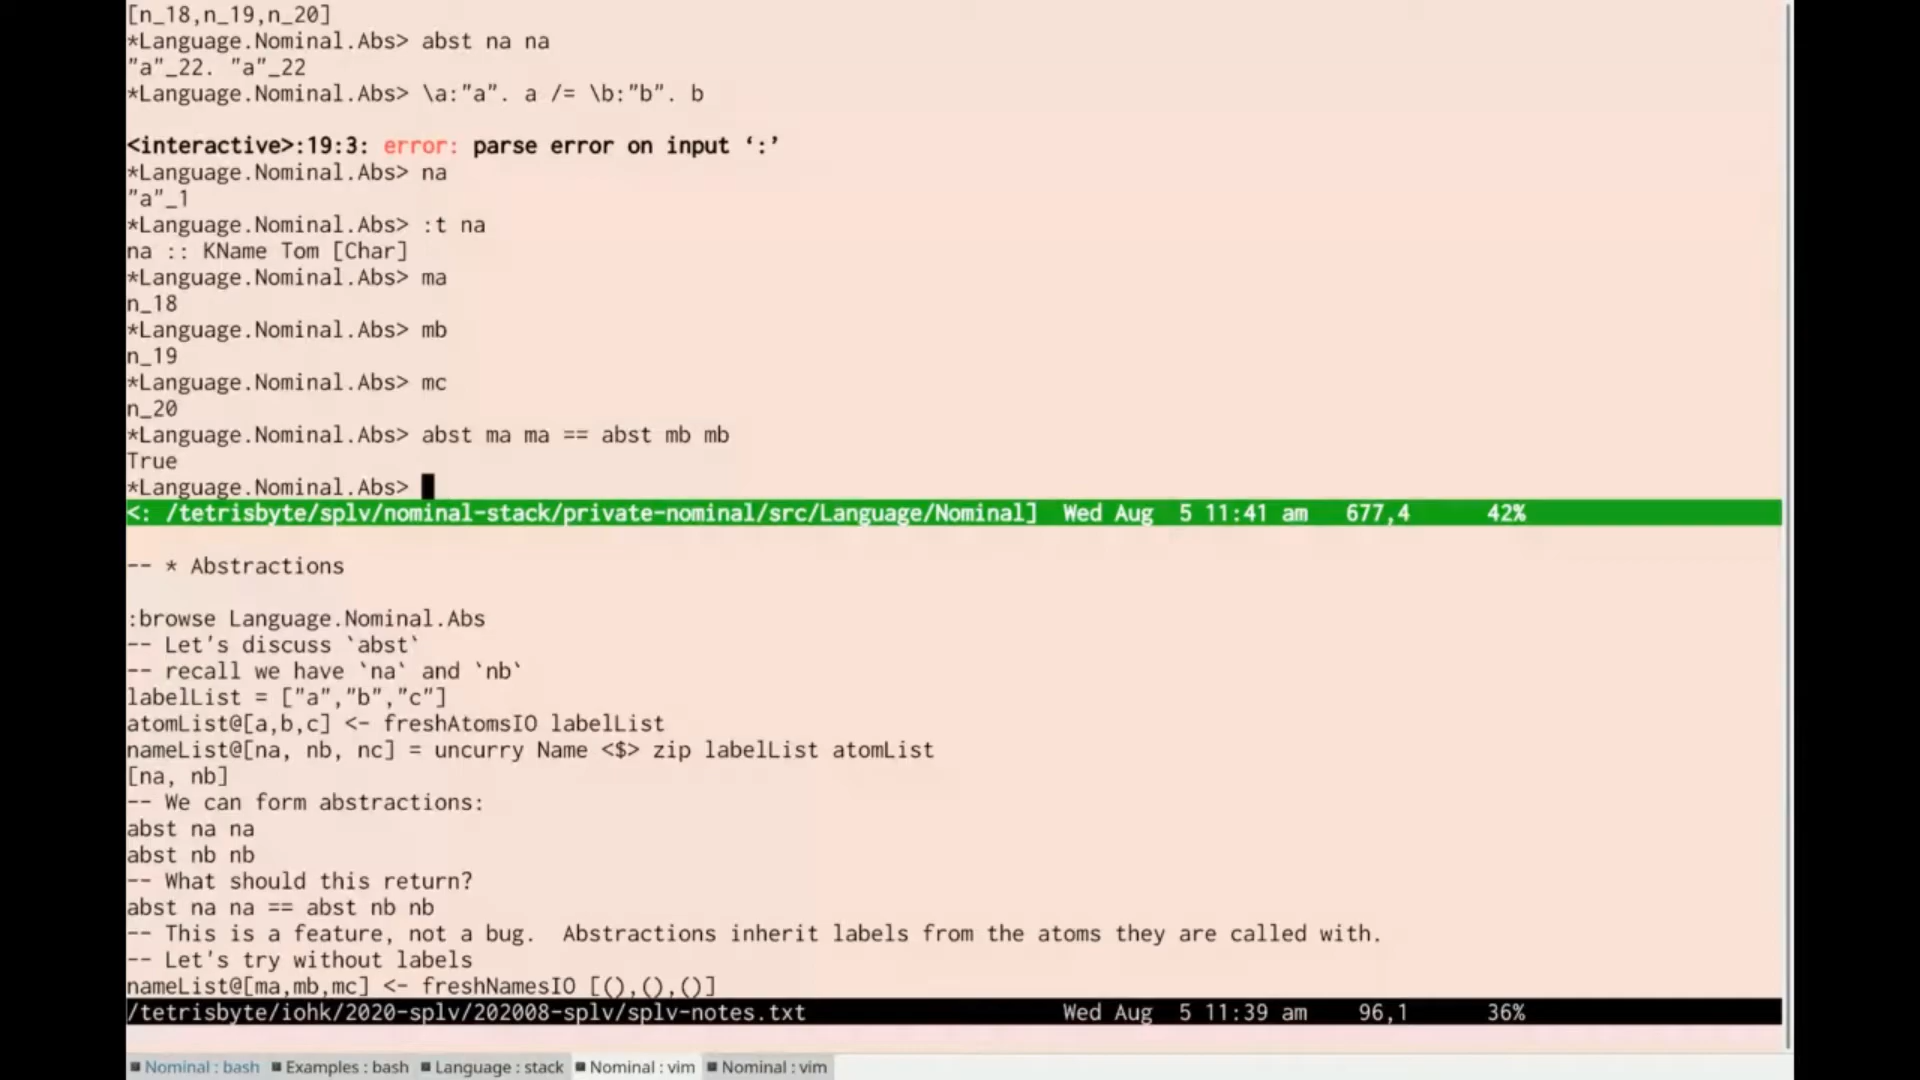 [n_18,n_19,n_20]
*Language.Nominal.Abs> abst na na
"a"_22. "a"_22
*Language.Nominal.Abs> \a:"a". a /= \b:"b". b
<interactive>:19:3: error: parse error on input ‘:’
*Language.Nominal.Abs> na
"a"_1
*Language.Nominal.Abs> :t na
na :: KName Tom [Char]
*Language.Nominal.Abs> ma
n_18
*Language.Nominal.Abs> mb
n_19
*Language.Nominal.Abs> mc
n_20
*Language.Nominal.Abs> abst ma ma == abst mb mb
True
*Language.Nominal.Abs>
<: /tetrisbyte/splv/nominal-stack/private-nominal/src/Language/Nominal] Wed Aug 5 11:41 am 677,4 42%
-- * Abstractions
:browse Language.Nominal.Abs
-- Let's discuss `abst`
-- recall we have `na` and `nb`
labelList = ["a","b","c"]
atomList@[a,b,c] <- freshAtomsIO labelList
nameList@[na, nb, nc] = uncurry Name <$> zip labelList atomList
[na, nb]
-- We can form abstractions:
abst na na
abst nb nb
-- What should this return?
abst na na == abst nb nb
-- This is a feature, not a bug.  Abstractions inherit labels from the atoms they are called with.
-- Let's try without labels
nameList@[ma,mb,mc] <- freshNamesIO [(),(),()]
/tetrisbyte/iohk/2020-splv/202008-splv/splv-notes.txt Wed Aug 5 11:39 am 96,1 36%
Nominal : bash Examples : bash Language : stack Nominal : vim Nominal : vim